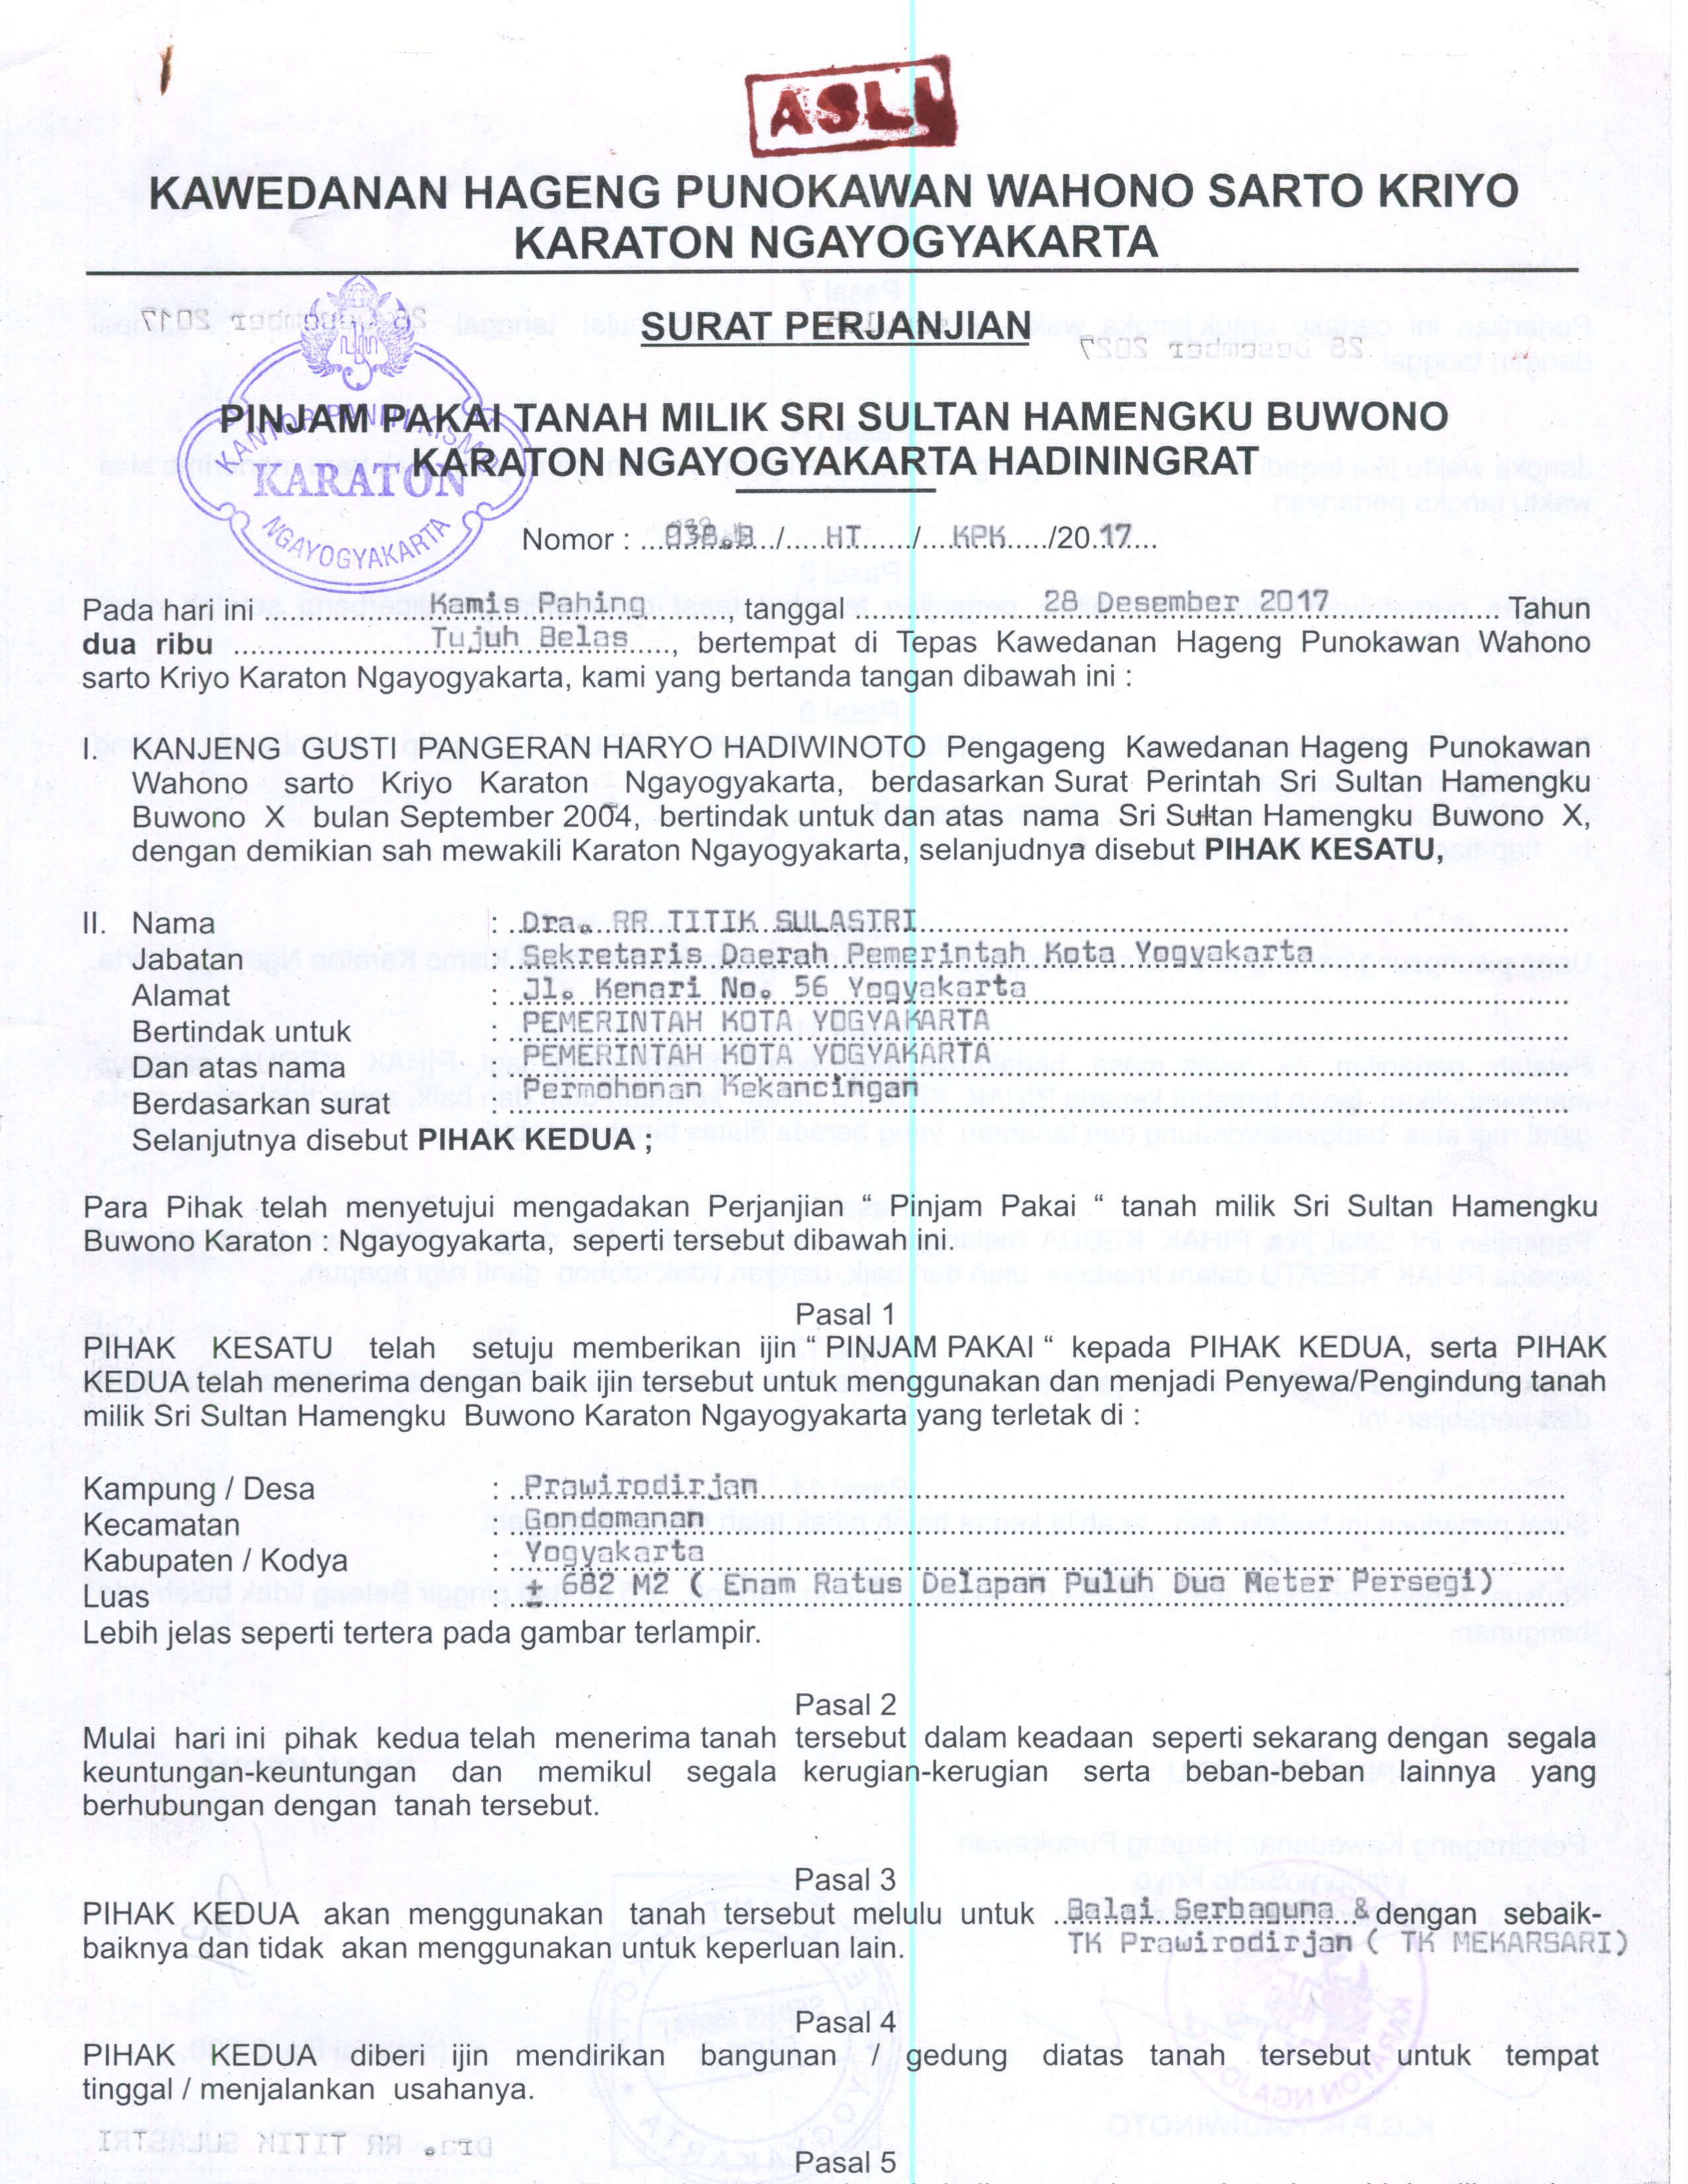 ASLI
KAWEDANAN HAGENG PUNOKAWAN WAHONO SARTO KRIYO
KARATON NGAYOGYAKARTA
SURAT PERJANJIAN
PINJAM PAKAI TANAH MILIK SRI SULTAN HAMENGKU BUWONO
KARATON NGAYOGYAKARTA HADININGRAT
KANTOR PANITIKISMO
KARATON
NGAYOGYAKARTA
Nomor : ............/.....HT....../....KPK...../20.17...
Pada hari ini ..........Kamis Pahing.........., tanggal ..........28 Desember 2017.......... Tahun
dua ribu ..........Tujuh Belas....., bertempat di Tepas Kawedanan Hageng Punokawan Wahono
sarto Kriyo Karaton Ngayogyakarta, kami yang bertanda tangan dibawah ini :
I. KANJENG GUSTI PANGERAN HARYO HADIWINOTO Pengageng Kawedanan Hageng Punokawan
Wahono sarto Kriyo Karaton Ngayogyakarta, berdasarkan Surat Perintah Sri Sultan Hamengku
Buwono X bulan September 2004, bertindak untuk dan atas nama Sri Sultan Hamengku Buwono X,
dengan demikian sah mewakili Karaton Ngayogyakarta, selanjudnya disebut PIHAK KESATU,
II. Nama : Dra. RR TITIK SULASTRI
Jabatan : Sekretaris Daerah Pemerintah Kota Yogyakarta
Alamat : Jl. Kenari No. 56 Yogyakarta
Bertindak untuk : PEMERINTAH KOTA YOGYAKARTA
Dan atas nama : PEMERINTAH KOTA YOGYAKARTA
Berdasarkan surat : Permohonan Kekancingan
Selanjutnya disebut PIHAK KEDUA ;
Para Pihak telah menyetujui mengadakan Perjanjian “ Pinjam Pakai “ tanah milik Sri Sultan Hamengku
Buwono Karaton : Ngayogyakarta, seperti tersebut dibawah ini.
Pasal 1
PIHAK KESATU telah setuju memberikan ijin “ PINJAM PAKAI “ kepada PIHAK KEDUA, serta PIHAK
KEDUA telah menerima dengan baik ijin tersebut untuk menggunakan dan menjadi Penyewa/Pengindung tanah
milik Sri Sultan Hamengku Buwono Karaton Ngayogyakarta yang terletak di :
Kampung / Desa : Prawirodirjan
Kecamatan : Gondomanan
Kabupaten / Kodya : Yogyakarta
Luas : ± 682 M2 ( Enam Ratus Delapan Puluh Dua Meter Persegi)
Lebih jelas seperti tertera pada gambar terlampir.
Pasal 2
Mulai hari ini pihak kedua telah menerima tanah tersebut dalam keadaan seperti sekarang dengan segala
keuntungan-keuntungan dan memikul segala kerugian-kerugian serta beban-beban lainnya yang
berhubungan dengan tanah tersebut.
Pasal 3
PIHAK KEDUA akan menggunakan tanah tersebut melulu untuk ..Balai Serbaguna & dengan sebaik-
baiknya dan tidak akan menggunakan untuk keperluan lain. TK Prawirodirjan ( TK MEKARSARI)
Pasal 4
PIHAK KEDUA diberi ijin mendirikan bangunan / gedung diatas tanah tersebut untuk tempat
tinggal / menjalankan usahanya.
Pasal 5